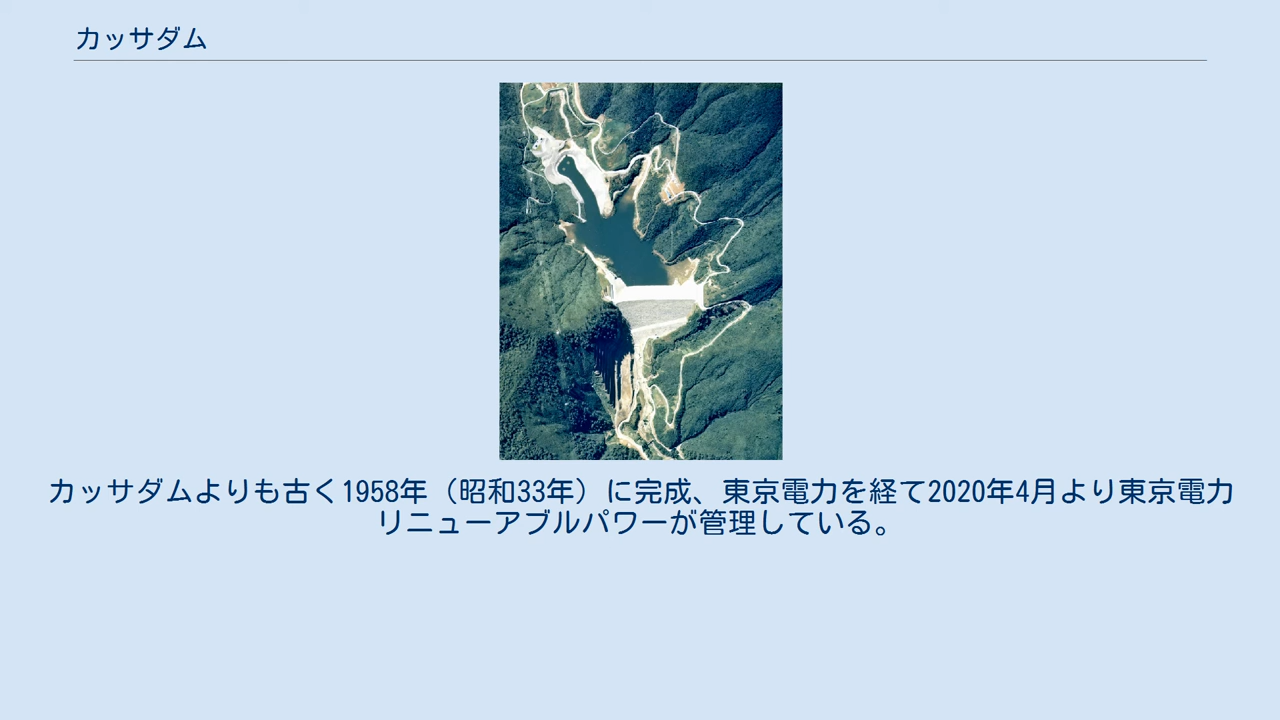 カッサダム
カッサダムよりも古く1958年（昭和33年）に完成、東京電力を経て2020年4月より東京電力
リニューアブルパワーが管理している。